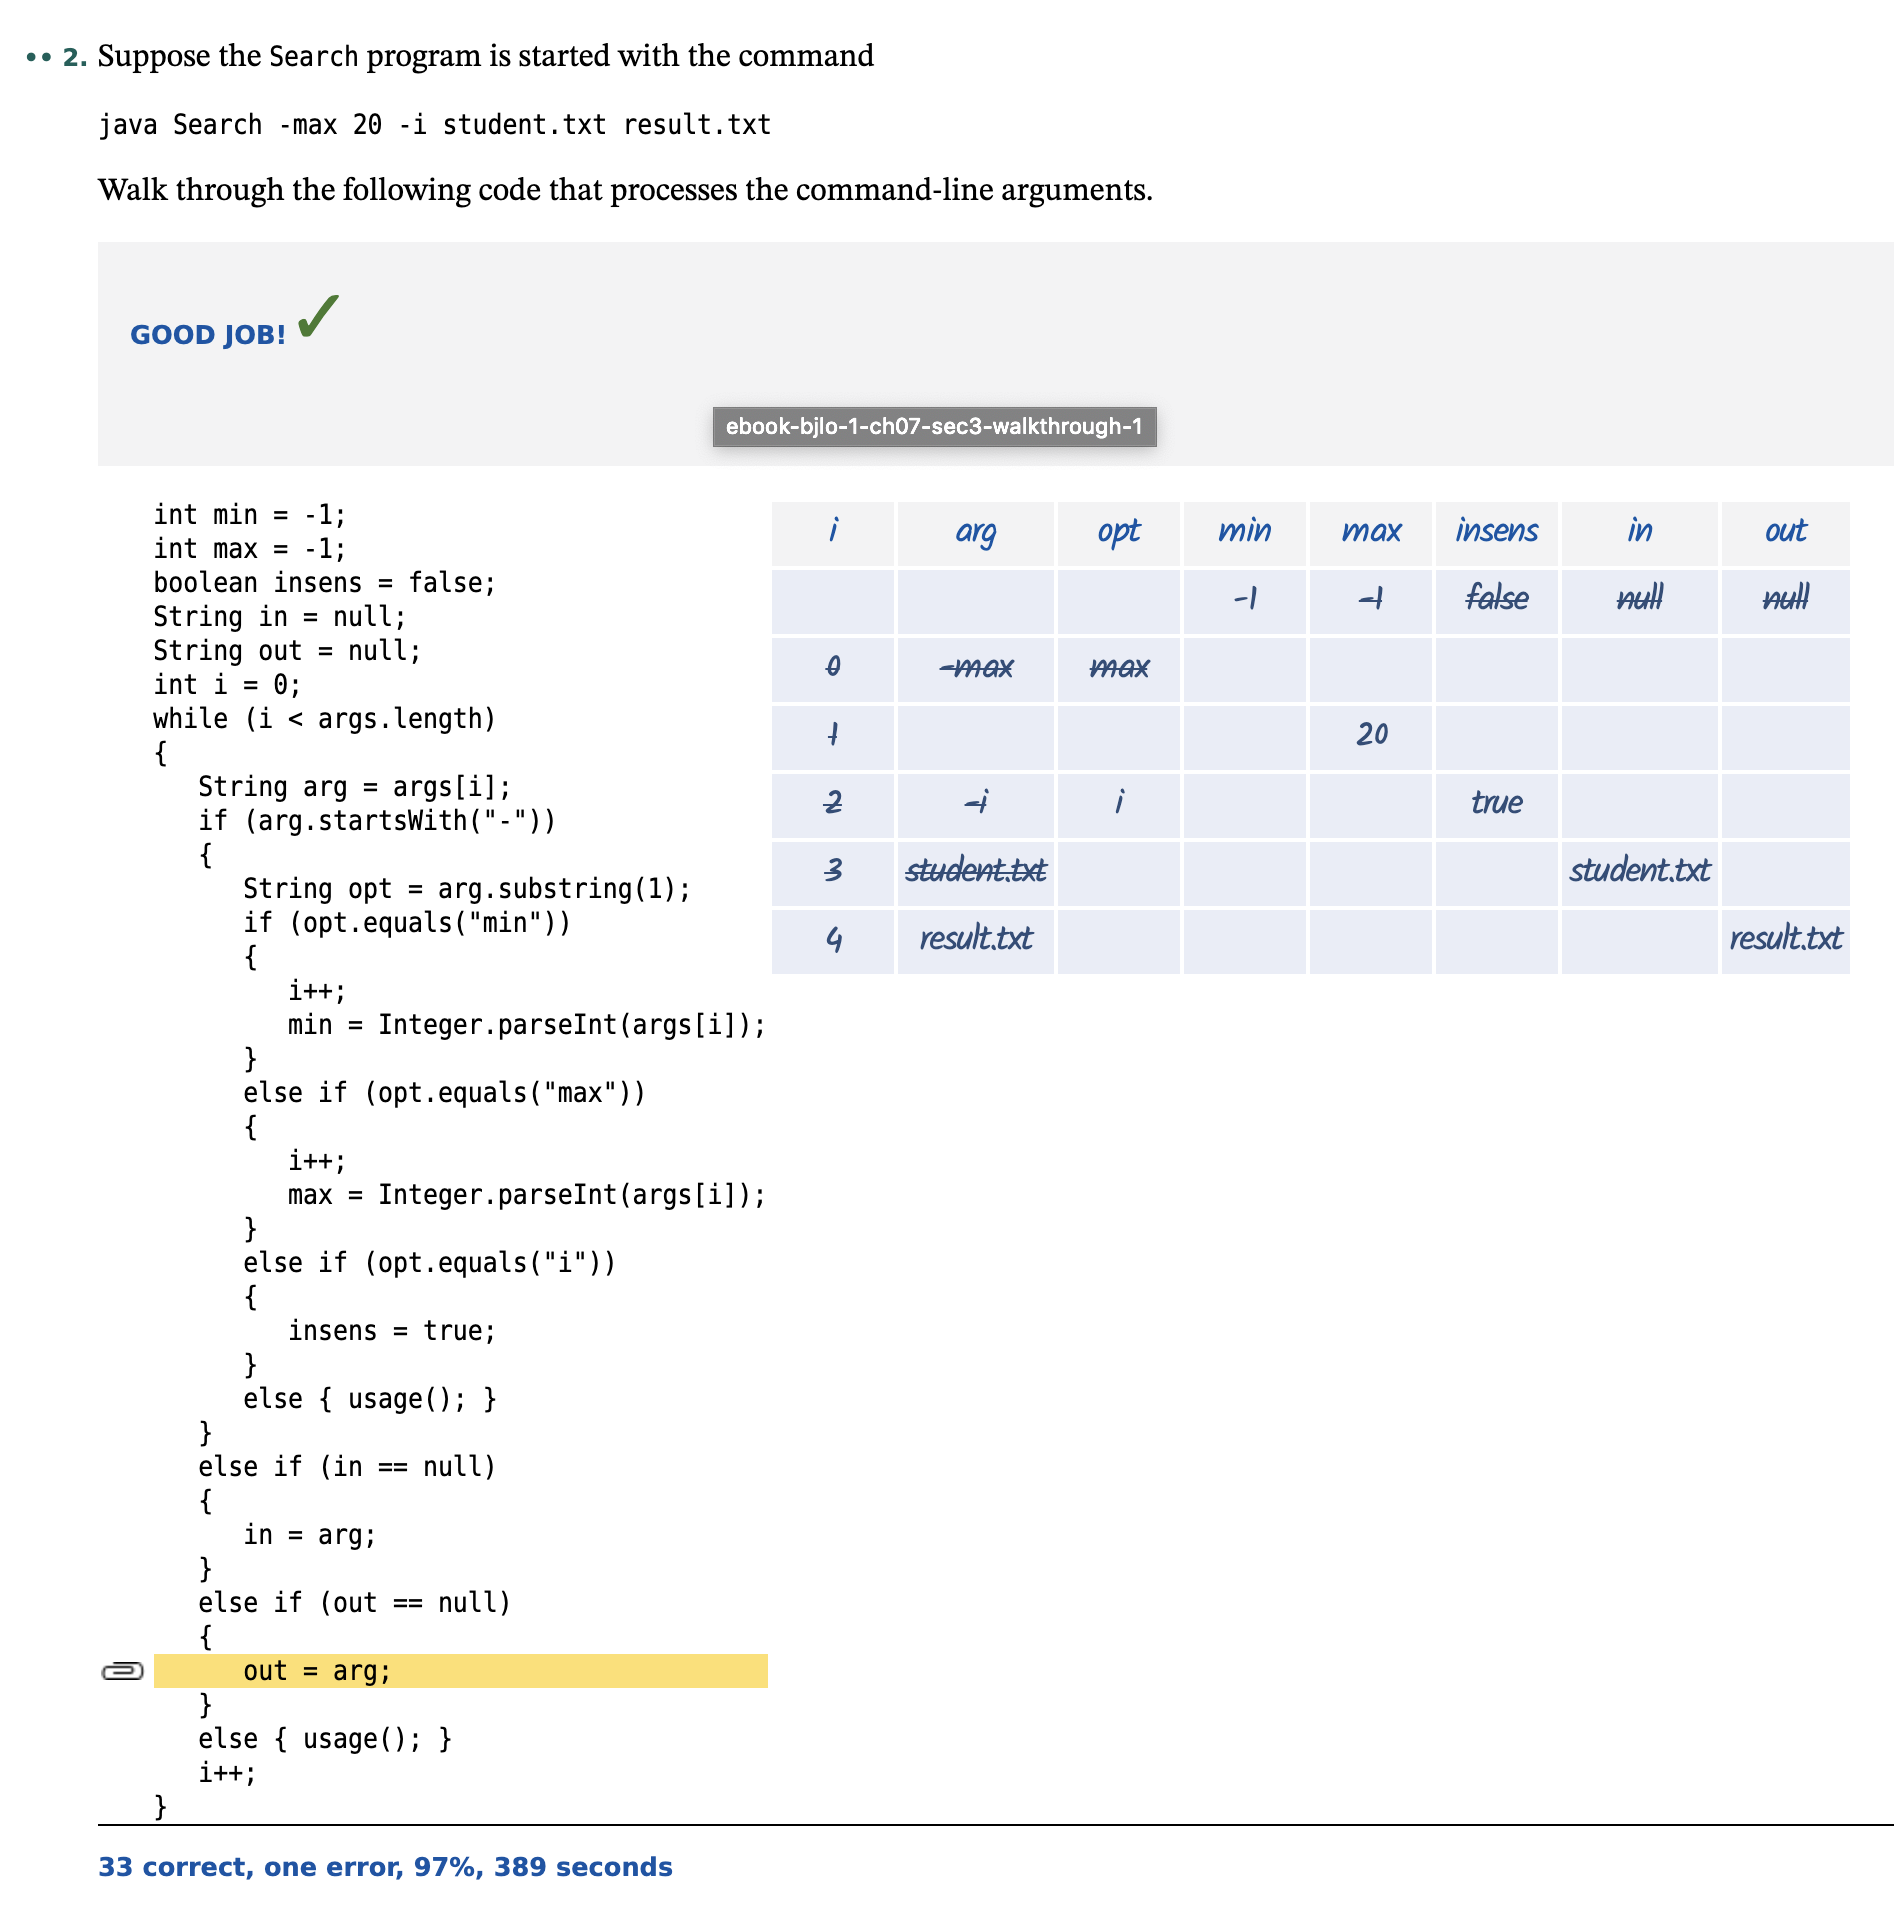 •• 2. Suppose the Search program is started with the command
java Search -max 20 -i student.txt result.txt
Walk through the following code that processes the command-line arguments.
GOOD JOB! ✓
ebook-bjlo-1-ch07-sec3-walkthrough-1
int min = -1;
int max = -1;
boolean insens = false;
String in = null;
String out = null;
int i = 0;
while (i < args.length)
{
String arg = args[i];
if (arg.startsWith("-"))
{
String opt = arg.substring(1);
if (opt.equals("min"))
{
i++;
min = Integer.parseInt(args[i]);
}
else if (opt.equals("max"))
{
i++;
max = Integer.parseInt(args[i]);
}
else if (opt.equals("i"))
{
insens = true;
}
else { usage(); }
}
else if (in == null)
{
in = arg;
}
else if (out == null)
{
out = arg;
}
else { usage(); }
i++;
}
i arg opt min max insens in out
-1 -1 false null null
0 -max max
1 20
2 -i i true
3 student.txt student.txt
4 result.txt result.txt
33 correct, one error, 97%, 389 seconds